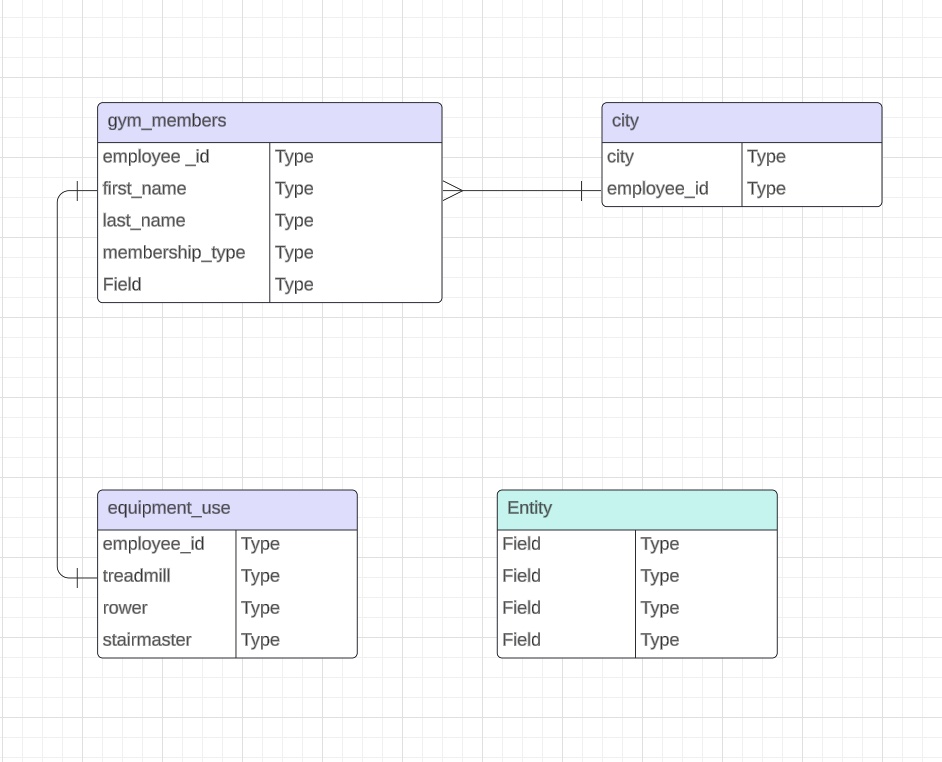 gym_members
employee _id Type
first_name Type
last_name Type
membership_type Type
Field Type
city
city Type
employee_id Type
equipment_use
employee_id Type
treadmill Type
rower Type
stairmaster Type
Entity
Field Type
Field Type
Field Type
Field Type